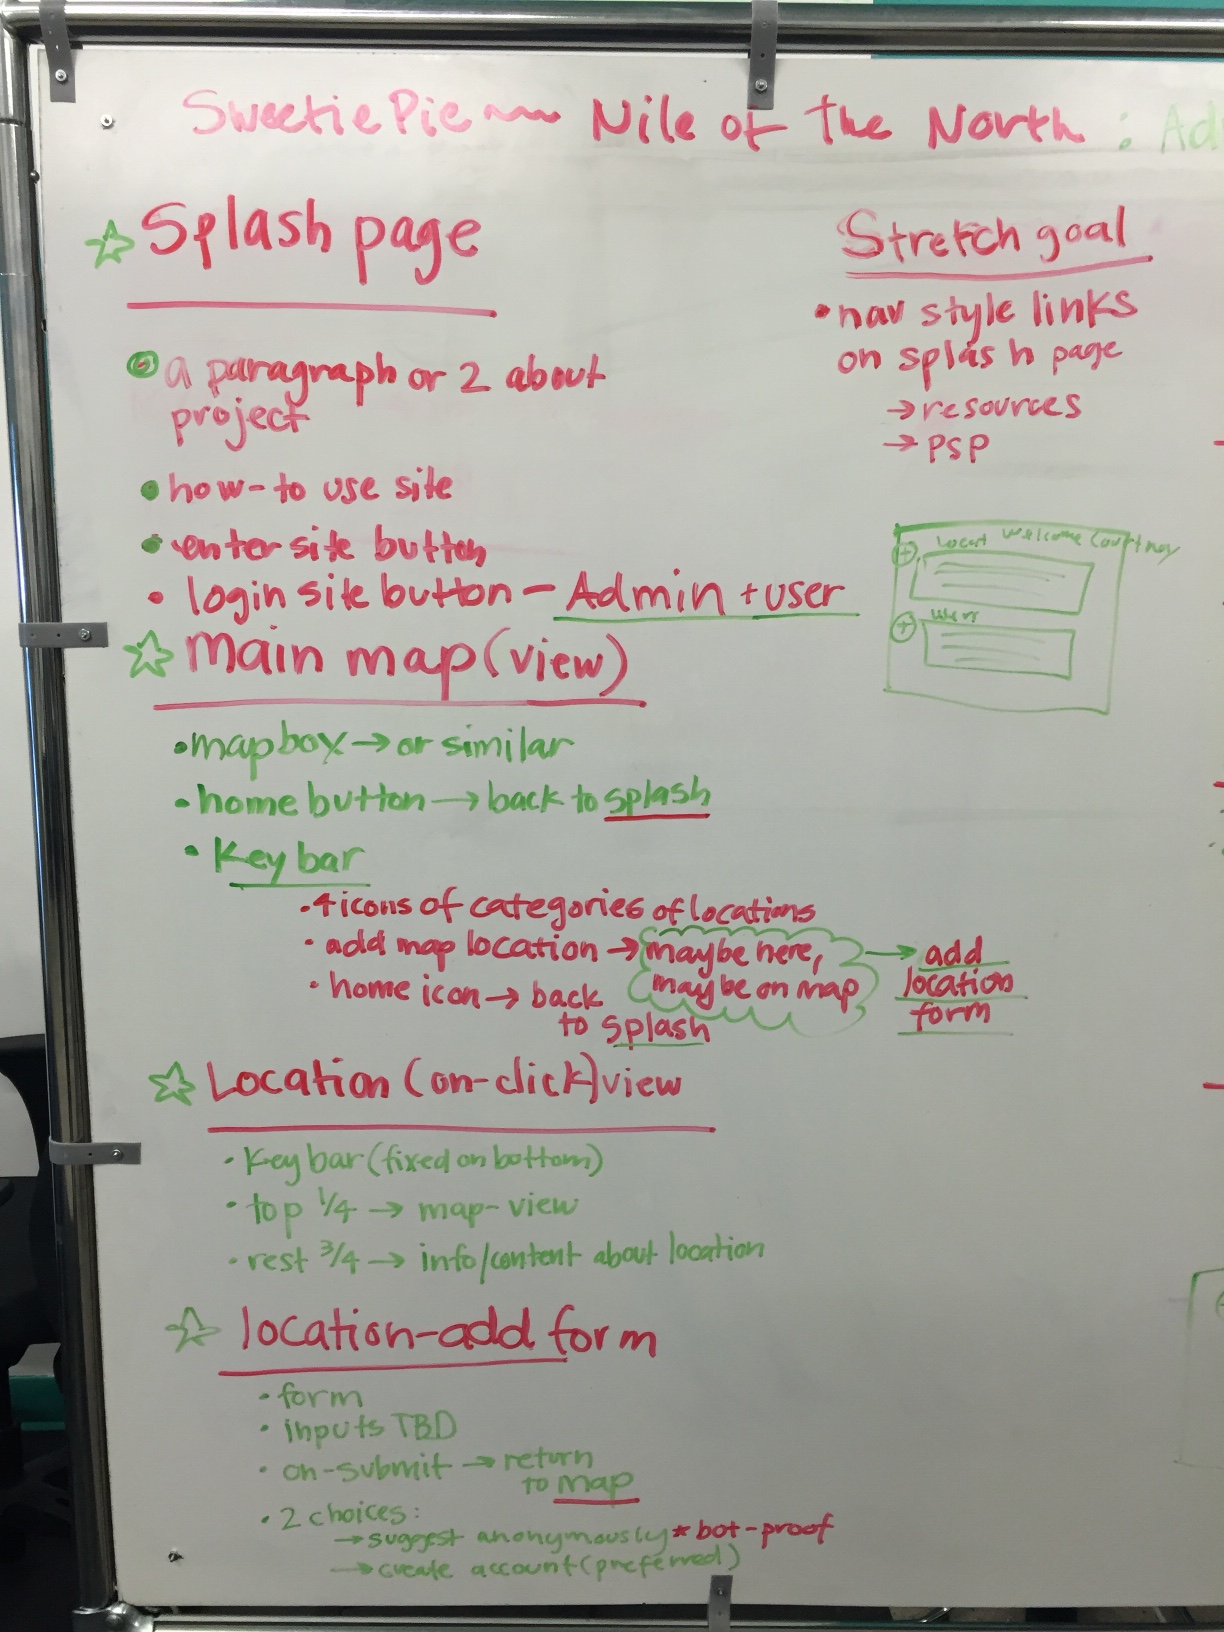 SweetiePie ~~ Nile of the North : Ad
Splash page
a paragraph or 2 about
project
• how-to use site
• enter site button
• login site button - Admin + user
Main map (view)
• mapbox → or similar
• home button → back to splash
• Key bar
• 4 icons of categories of locations
• add map location → maybe here,
maybe on map
→ add
location
form
• home icon → back
to splash
Location (on-click) view
• Key bar (fixed on bottom)
• top 1/4 → map-view
• rest 3/4 → info/content about location
location-add form
• form
• inputs TBD
• on-submit → return
to map
• 2 choices:
→ suggest anonymously * bot-proof
→ create account (preferred)
Stretch goal
• nav style links
on splash page
→ resources
→ PSP
Welcome Courtney
+
+
users